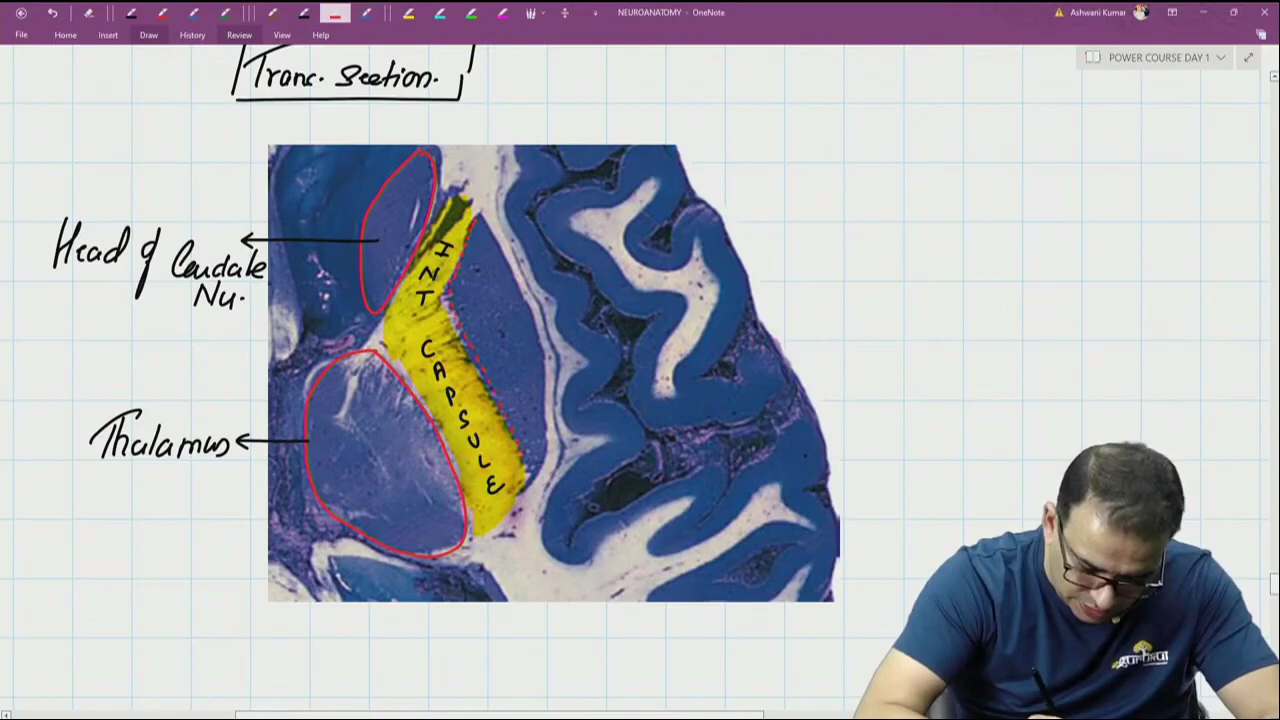 NEUROANATOMY - OneNote
Ashwani Kumar
File Home Insert Draw History Review View Help
POWER COURSE DAY 1
Tranc. Section.
Head of Caudate
Nu.
INT CAPSULE
Thalamus
गुरुकृपा